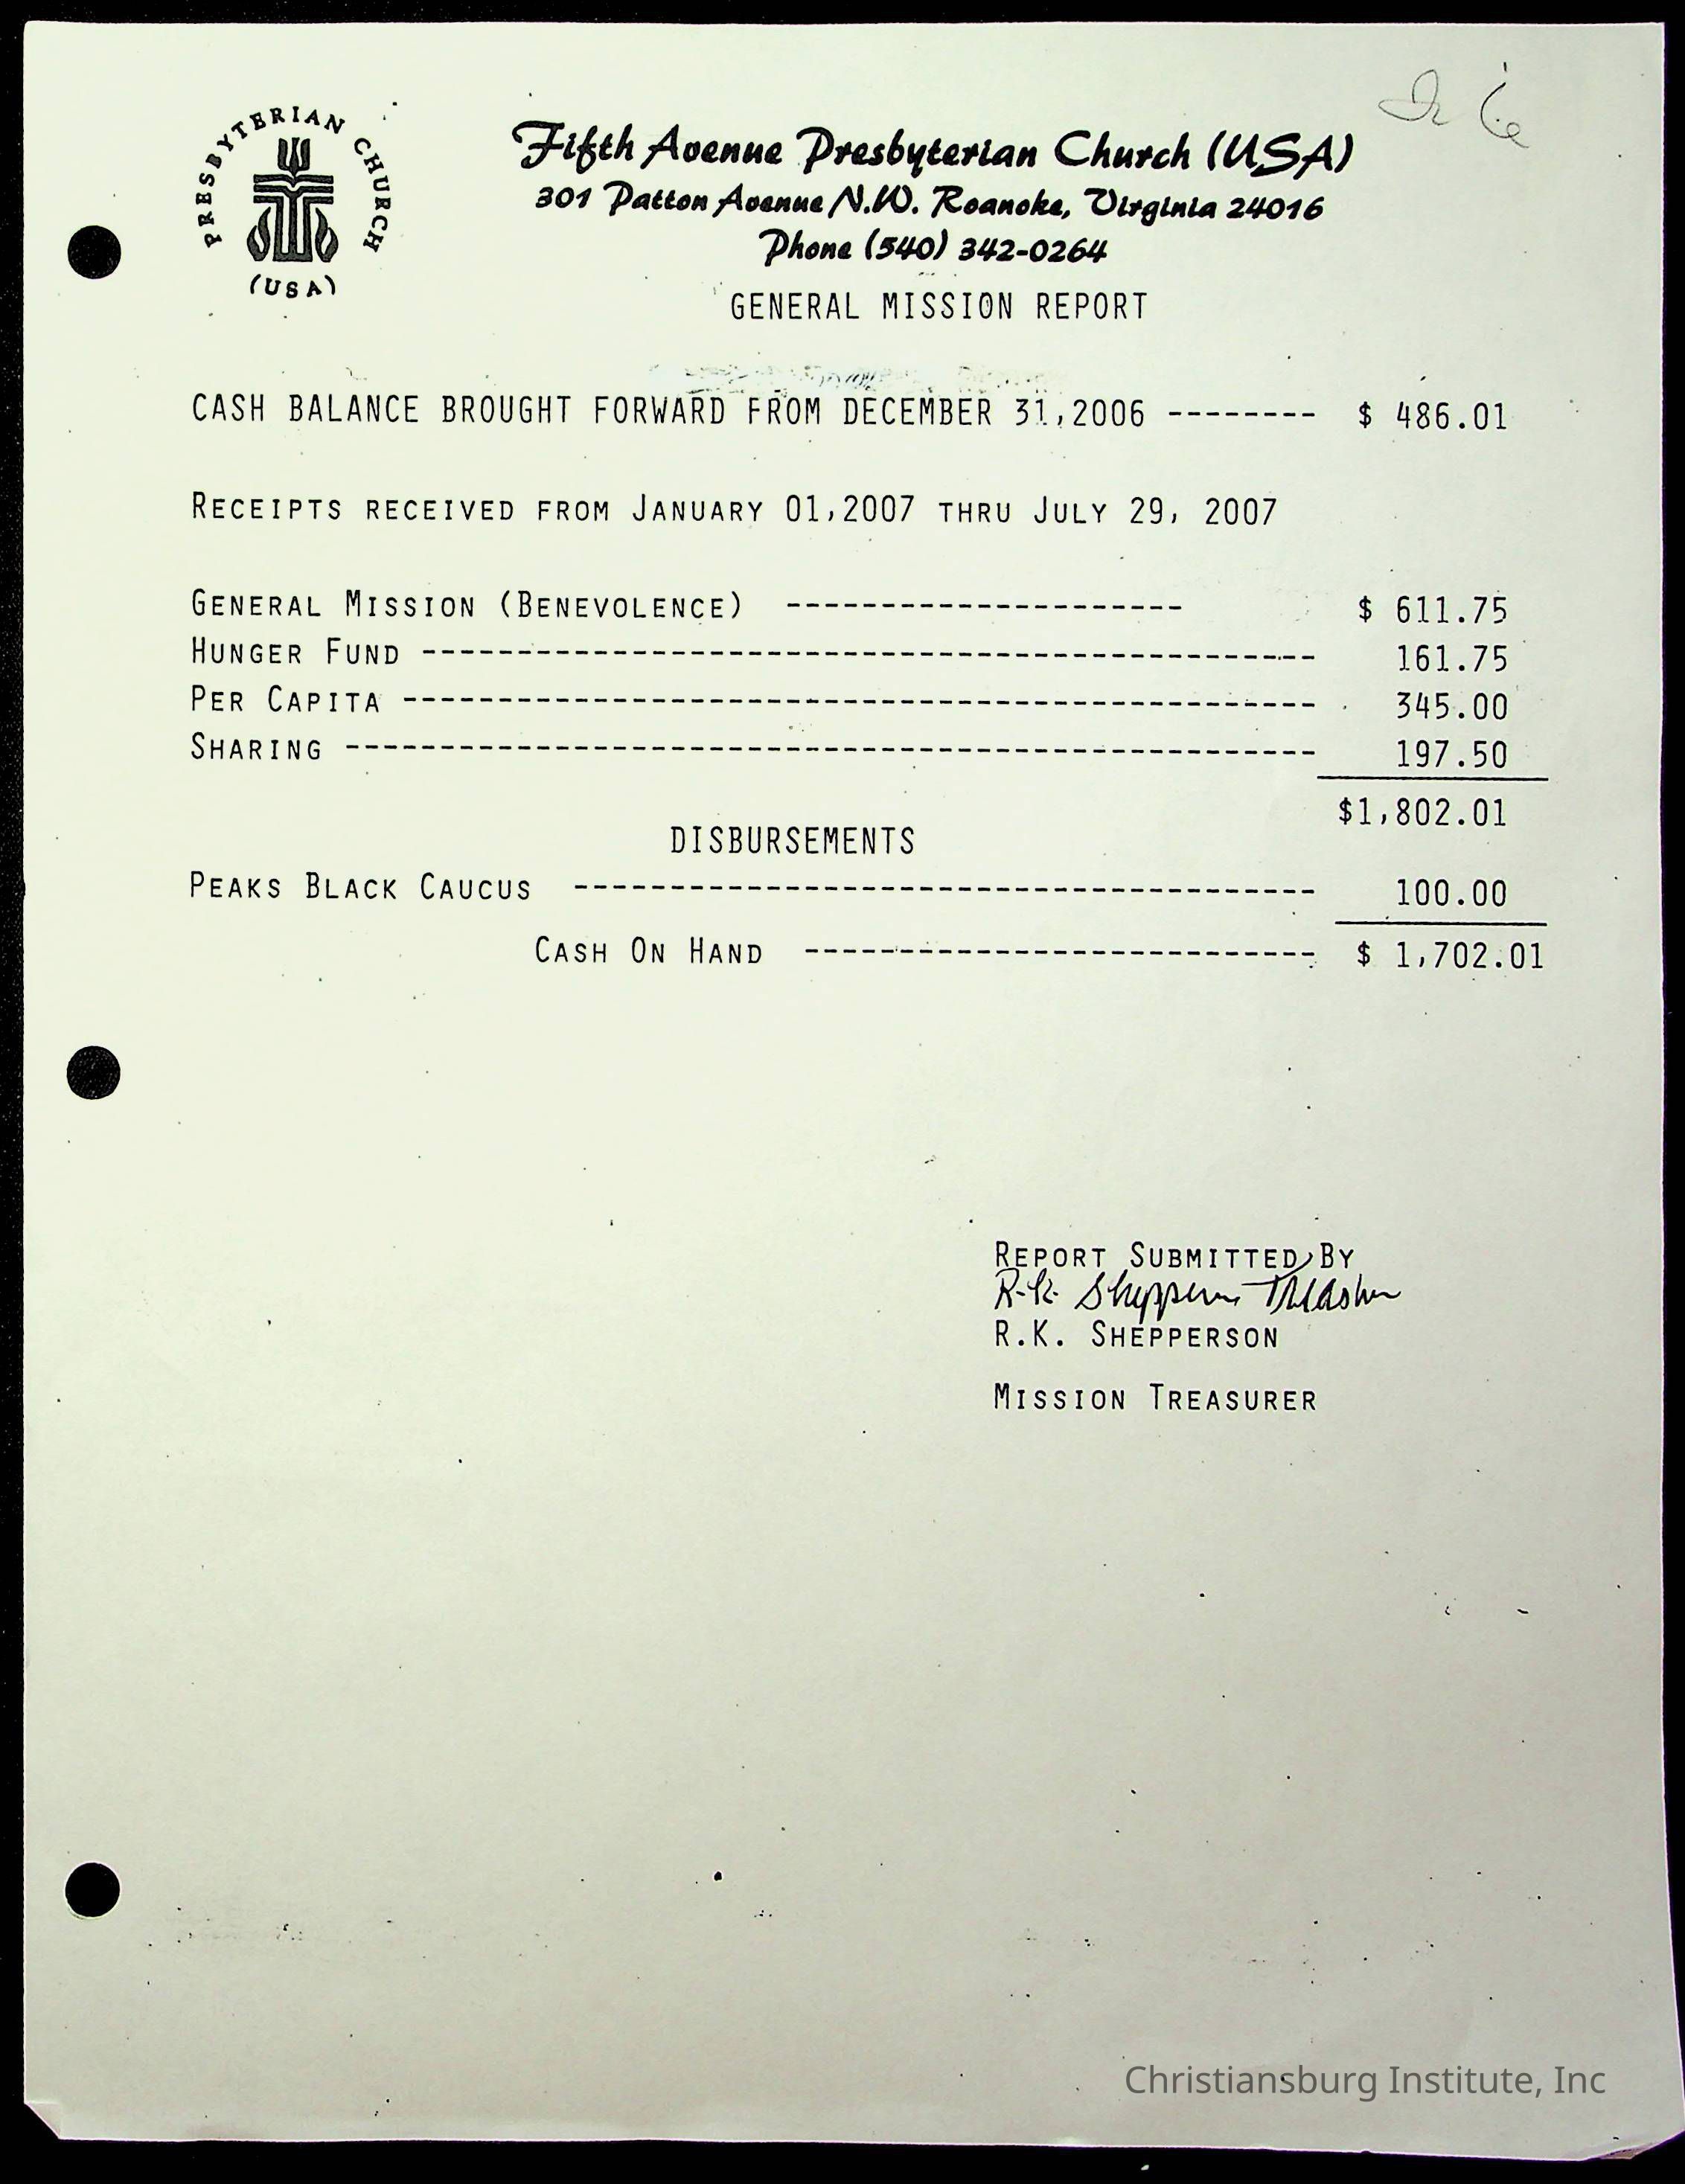 PRESBYTERIAN CHURCH
(USA)
Fifth Avenue Presbyterian Church (USA)
301 Patton Avenue N.W. Roanoke, Virginia 24016
Phone (540) 342-0264
GENERAL MISSION REPORT
CASH BALANCE BROUGHT FORWARD FROM DECEMBER 31,2006 -------- $ 486.01
RECEIPTS RECEIVED FROM JANUARY 01,2007 THRU JULY 29, 2007
GENERAL MISSION (BENEVOLENCE) --------------------- $ 611.75
HUNGER FUND ----------------------------------------------- 161.75
PER CAPITA ------------------------------------------------ 345.00
SHARING --------------------------------------------------- 197.50
$1,802.01
DISBURSEMENTS
PEAKS BLACK CAUCUS --------------------------------------- 100.00
CASH ON HAND --------------------------- $ 1,702.01
REPORT SUBMITTED BY
R.K. Shepperson Treasurer
R.K. SHEPPERSON
MISSION TREASURER
Christiansburg Institute, Inc